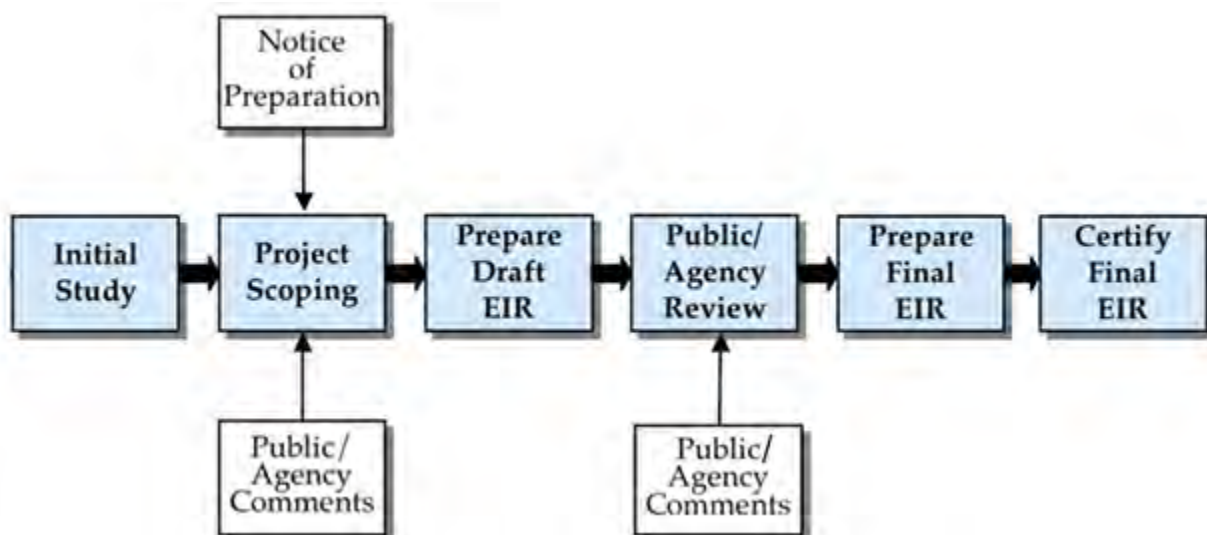 Notice
of
Preparation
Initial
Study
Project
Scoping
Prepare
Draft
EIR
Public/
Agency
Review
Prepare
Final
EIR
Certify
Final
EIR
Public/
Agency
Comments
Public/
Agency
Comments